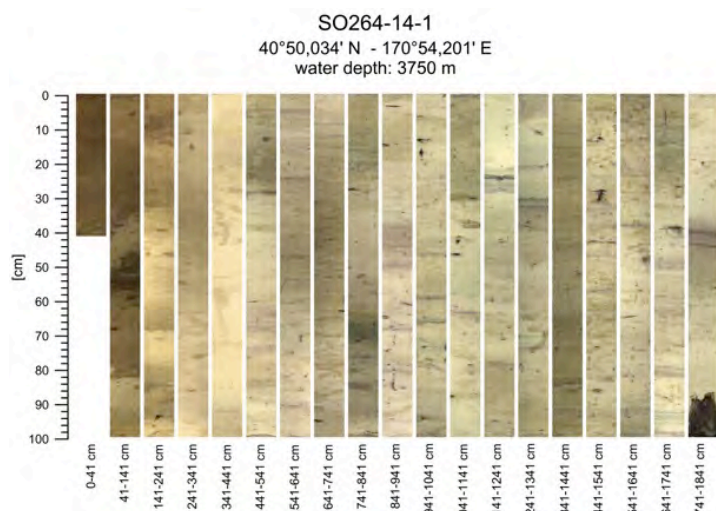 SO264-14-1
40°50,034' N - 170°54,201' E
water depth: 3750 m
0
10
20
30
40
50
60
70
80
90
100
[cm]
0-41 cm
41-141 cm
141-241 cm
241-341 cm
341-441 cm
441-541 cm
541-641 cm
641-741 cm
741-841 cm
841-941 cm
941-1041 cm
041-1141 cm
41-1241 cm
241-1341 cm
341-1441 cm
441-1541 cm
541-1641 cm
641-1741 cm
741-1841 cm